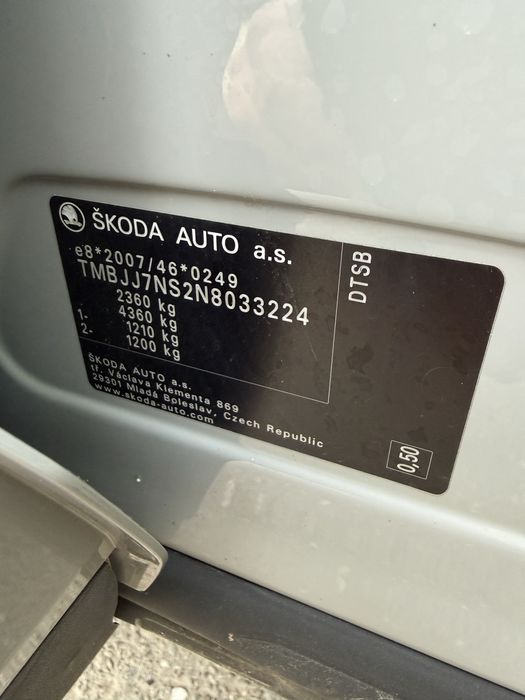 ŠKODA AUTO a.s.
e8*2007/46*0249
TMBJJ7NS2N8033224
2360 kg
1- 4360 kg
2- 1210 kg
1200 kg
ŠKODA AUTO a.s.
tř. Václava Klementa 869
29301 Mladá Boleslav, Czech Republic
www.skoda-auto.com
DTSB
0,50